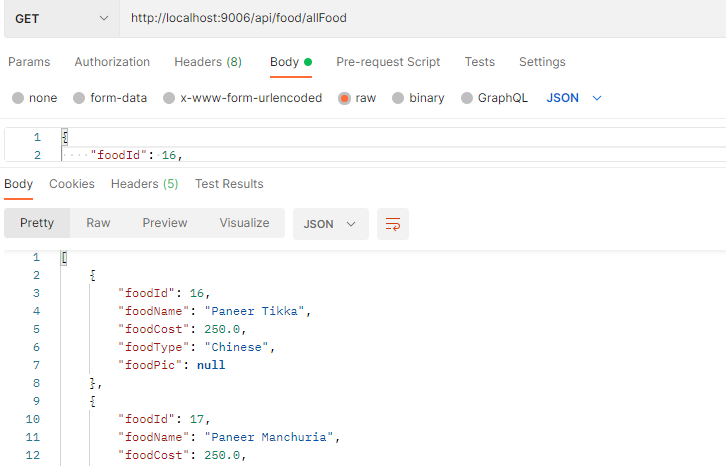 GET http://localhost:9006/api/food/allFood
Params Authorization Headers (8) Body Pre-request Script Tests Settings
none form-data x-www-form-urlencoded raw binary GraphQL JSON
1 {
2 "foodId": 16,
Body Cookies Headers (5) Test Results
Pretty Raw Preview Visualize JSON
1 [
2 {
3 "foodId": 16,
4 "foodName": "Paneer Tikka",
5 "foodCost": 250.0,
6 "foodType": "Chinese",
7 "foodPic": null
8 },
9 {
10 "foodId": 17,
11 "foodName": "Paneer Manchuria",
12 "foodCost": 250.0,